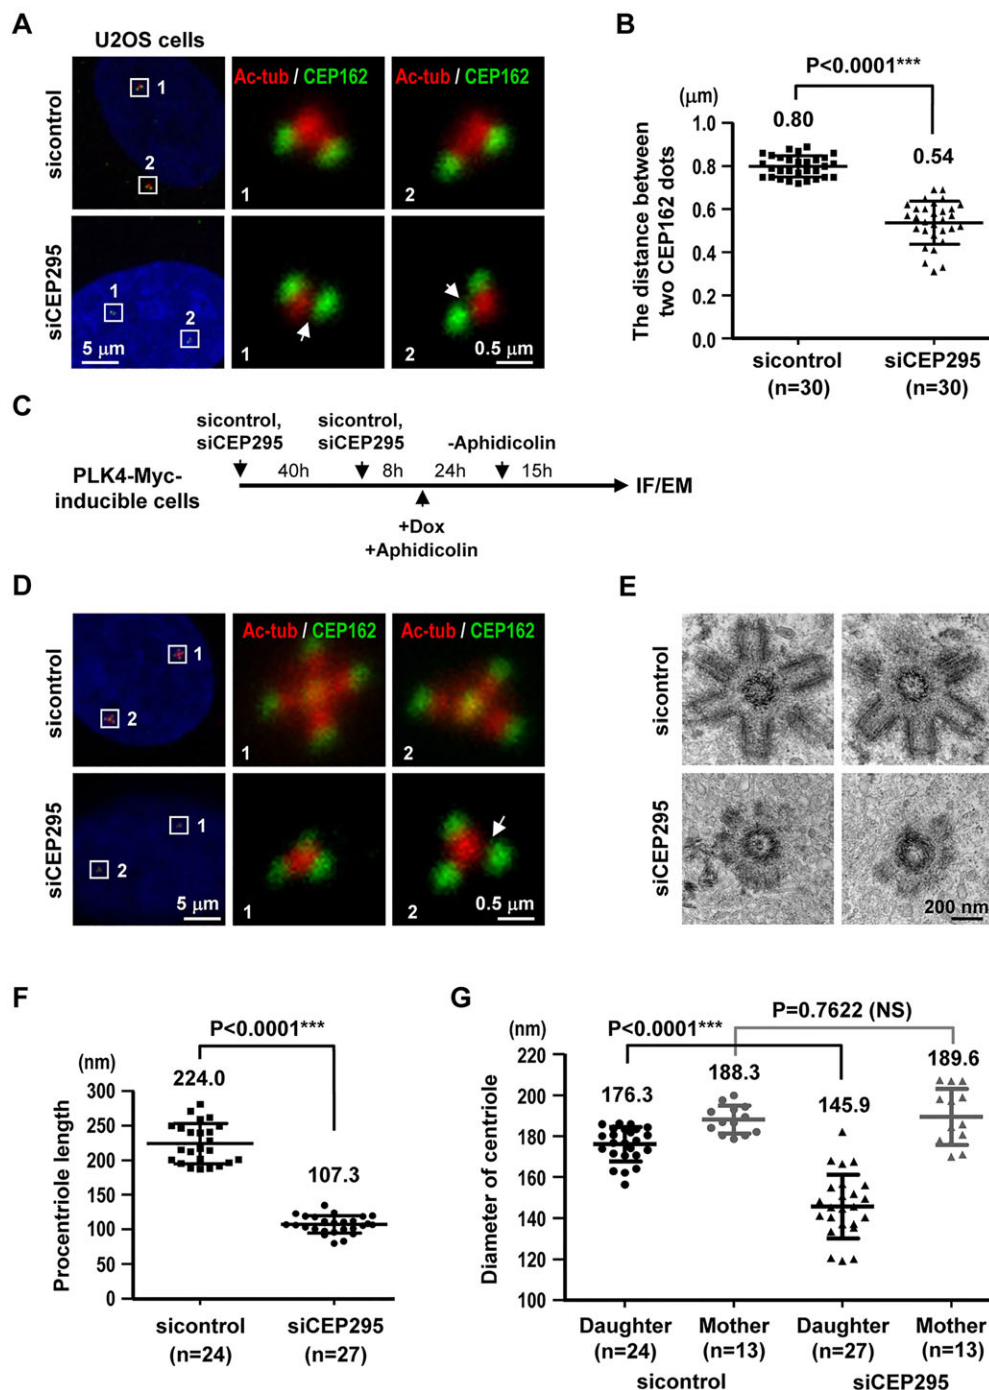 A
U2OS cells
sicontrol
1
2
Ac-tub / CEP162
1
Ac-tub / CEP162
2
siCEP295
1
2
5 μm
1
2
0.5 μm
B
P<0.0001***
(μm)
The distance between
two CEP162 dots
1.0
0.8
0.6
0.4
0.2
0.0
0.80
0.54
sicontrol
(n=30)
siCEP295
(n=30)
C
sicontrol,
siCEP295
sicontrol,
siCEP295
-Aphidicolin
PLK4-Myc-
inducible cells
40h
8h
24h
15h
IF/EM
+Dox
+Aphidicolin
D
sicontrol
1
2
Ac-tub / CEP162
1
Ac-tub / CEP162
2
siCEP295
1
2
5 μm
1
2
0.5 μm
E
sicontrol
siCEP295
200 nm
F
P<0.0001***
(nm)
Procentriole length
300
250
200
150
100
50
0
224.0
107.3
sicontrol
(n=24)
siCEP295
(n=27)
G
P=0.7622 (NS)
P<0.0001***
(nm)
Diameter of centriole
220
200
180
160
140
120
100
176.3
188.3
145.9
189.6
Daughter
(n=24)
Mother
(n=13)
Daughter
(n=27)
Mother
(n=13)
sicontrol
siCEP295